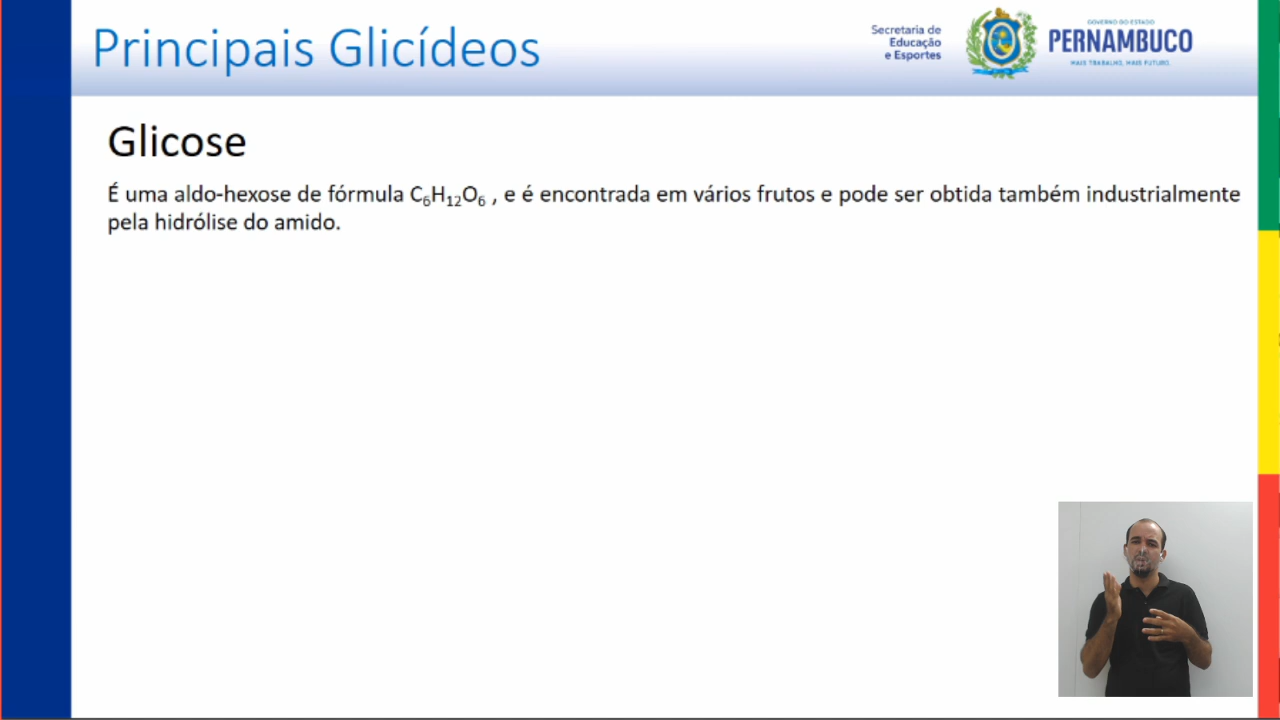 Principais Glicídeos
Secretaria de
Educação
e Esportes
GOVERNO DO ESTADO
PERNAMBUCO
MAIS TRABALHO, MAIS FUTURO.
Glicose
É uma aldo-hexose de fórmula C₆H₁₂O₆ , e é encontrada em vários frutos e pode ser obtida também industrialmente
pela hidrólise do amido.